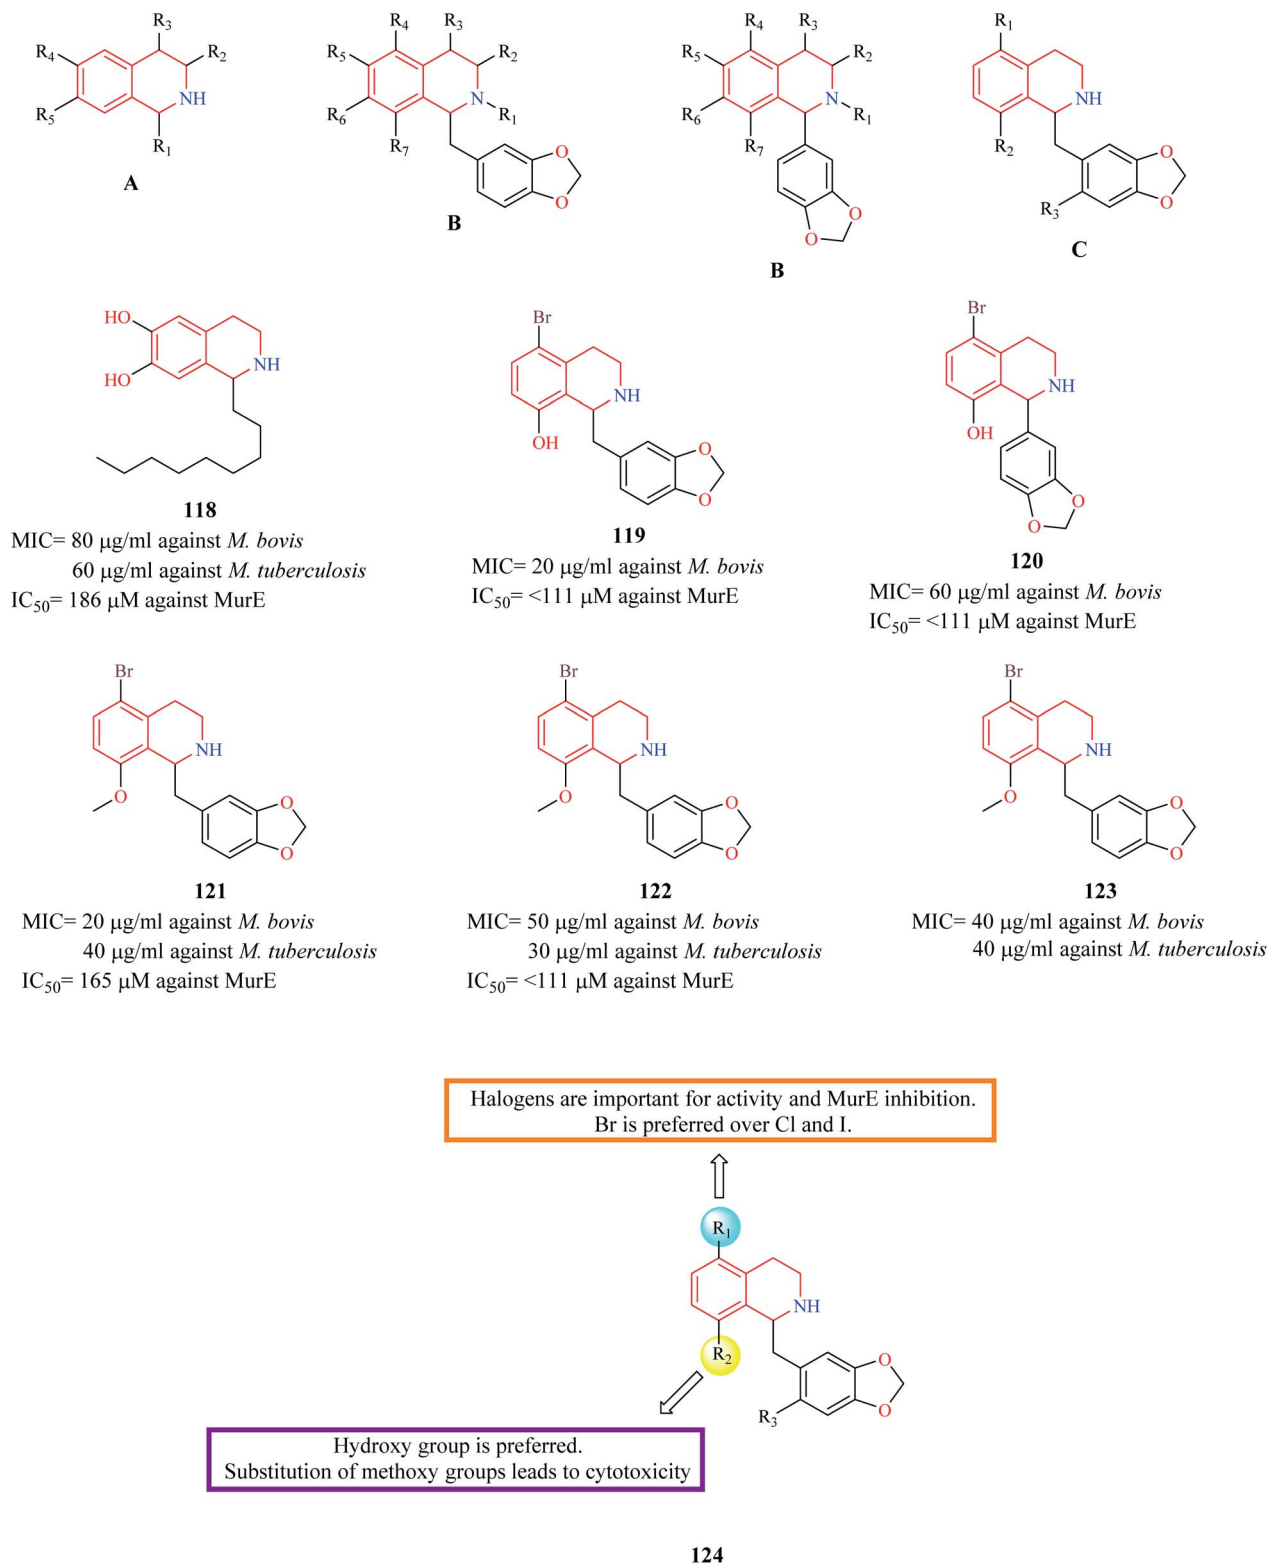 R3
R4
R2
NH
R5
R1
A
R4
R3
R5
R2
N
R6
R1
R7
O
O
B
R4
R3
R5
R2
N
R6
R1
R7
O
O
B
R1
NH
R2
O
O
R3
C
HO
HO
NH
118
MIC= 80 μg/ml against M. bovis
60 μg/ml against M. tuberculosis
IC50= 186 μM against MurE
Br
NH
OH
O
O
119
MIC= 20 μg/ml against M. bovis
IC50= <111 μM against MurE
Br
NH
OH
O
O
120
MIC= 60 μg/ml against M. bovis
IC50= <111 μM against MurE
Br
NH
O
O
O
121
MIC= 20 μg/ml against M. bovis
40 μg/ml against M. tuberculosis
IC50= 165 μM against MurE
Br
NH
O
O
O
122
MIC= 50 μg/ml against M. bovis
30 μg/ml against M. tuberculosis
IC50= <111 μM against MurE
Br
NH
O
O
O
123
MIC= 40 μg/ml against M. bovis
40 μg/ml against M. tuberculosis
Halogens are important for activity and MurE inhibition.
Br is preferred over Cl and I.
R1
NH
R2
O
O
R3
Hydroxy group is preferred.
Substitution of methoxy groups leads to cytotoxicity
124